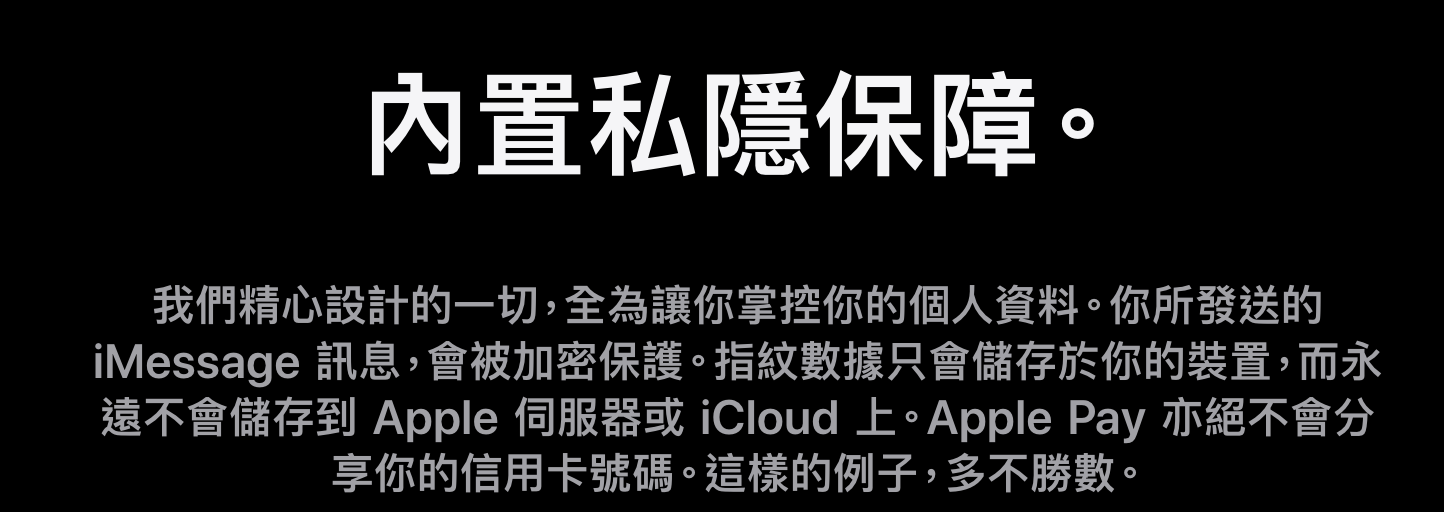 內置私隱保障。
我們精心設計的一切，全為讓你掌控你的個人資料。你所發送的
iMessage 訊息，會被加密保護。指紋數據只會儲存於你的裝置，而永
遠不會儲存到 Apple 伺服器或 iCloud 上。Apple Pay 亦絕不會分
享你的信用卡號碼。這樣的例子，多不勝數。